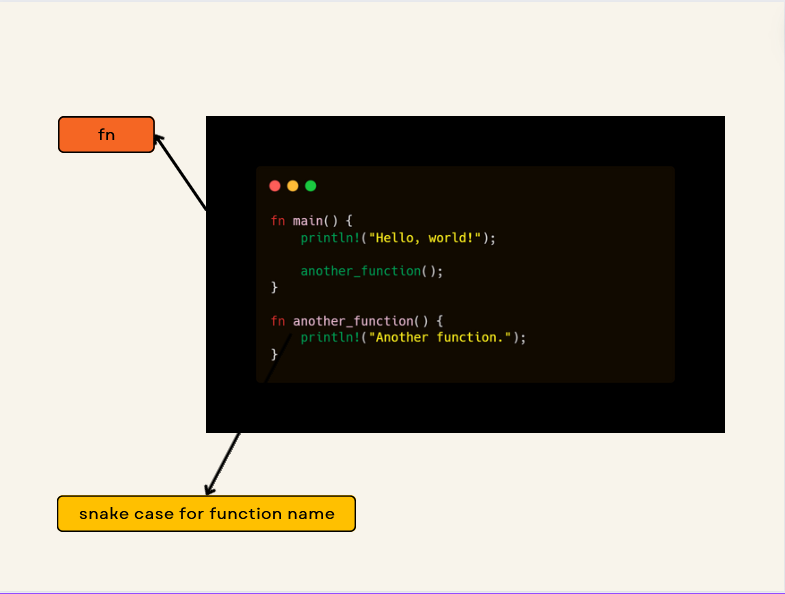 fn
fn main() {
    println!("Hello, world!");

    another_function();
}

fn another_function() {
    println!("Another function.");
}
snake case for function name